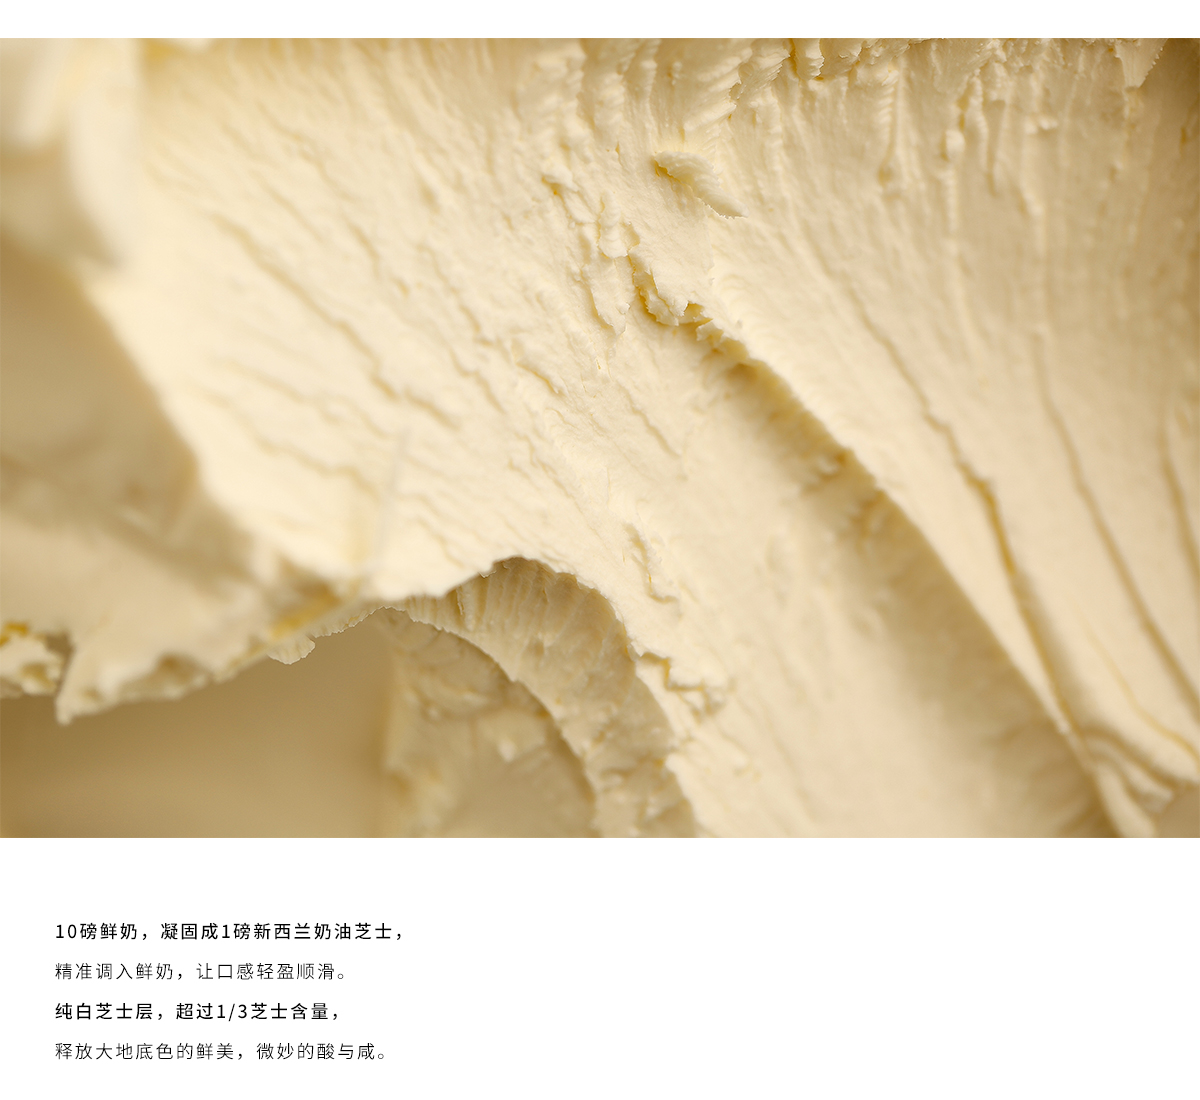 10磅鲜奶，凝固成1磅新西兰奶油芝士，
精准调入鲜奶，让口感轻盈顺滑。
纯白芝士层，超过1/3芝士含量，
释放大地底色的鲜美，微妙的酸与咸。